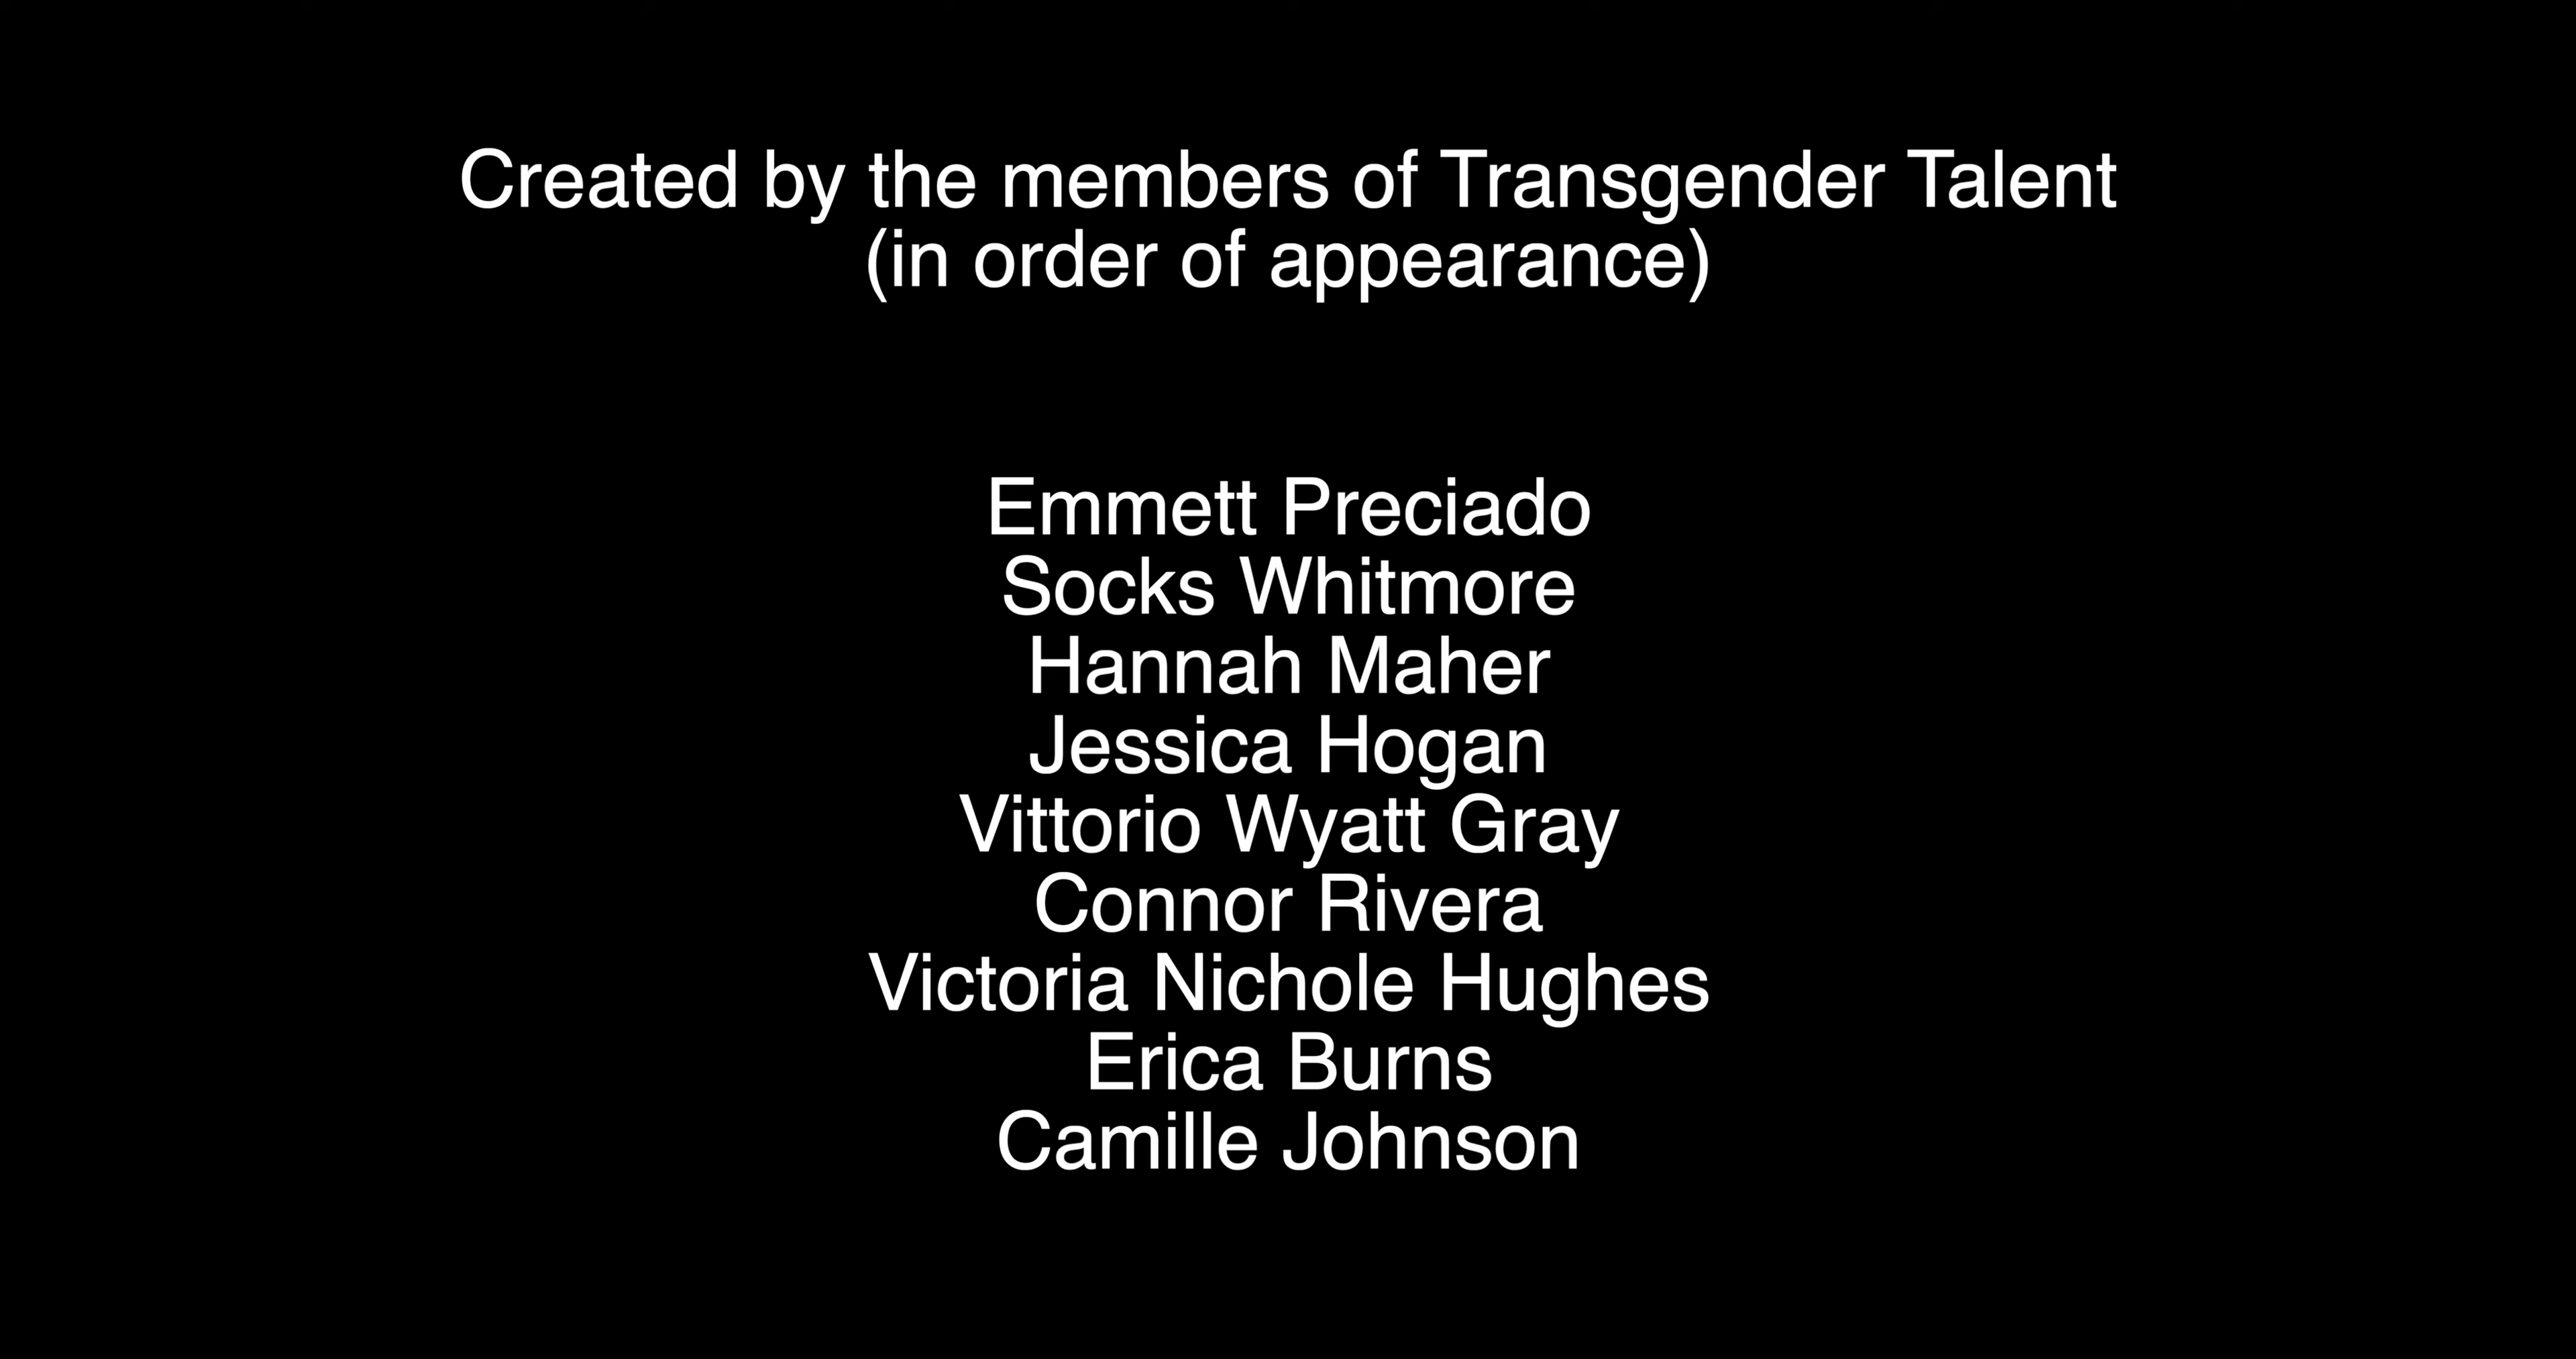 Created by the members of Transgender Talent
(in order of appearance)
Emmett Preciado
Socks Whitmore
Hannah Maher
Jessica Hogan
Vittorio Wyatt Gray
Connor Rivera
Victoria Nichole Hughes
Erica Burns
Camille Johnson